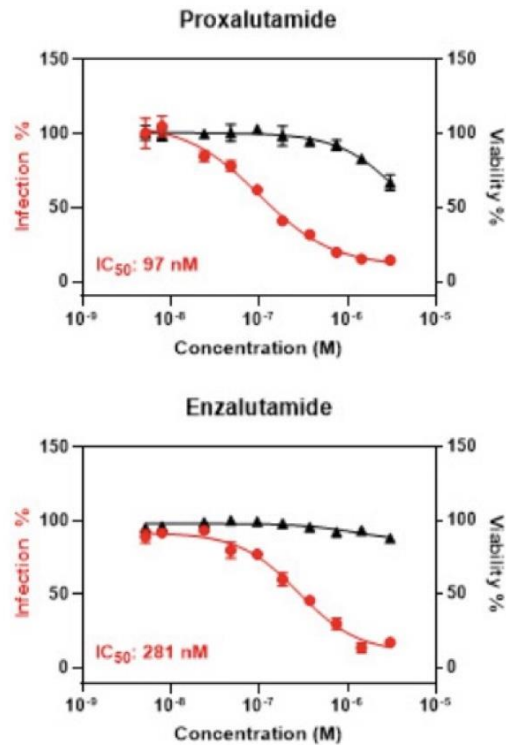 Proxalutamide
150
100
50
0
Infection %
150
100
50
0
Viability %
IC50: 97 nM
10-9 10-8 10-7 10-6 10-5
Concentration (M)
Enzalutamide
150
100
50
0
Infection %
150
100
50
0
Viability %
IC50: 281 nM
10-9 10-8 10-7 10-6 10-5
Concentration (M)